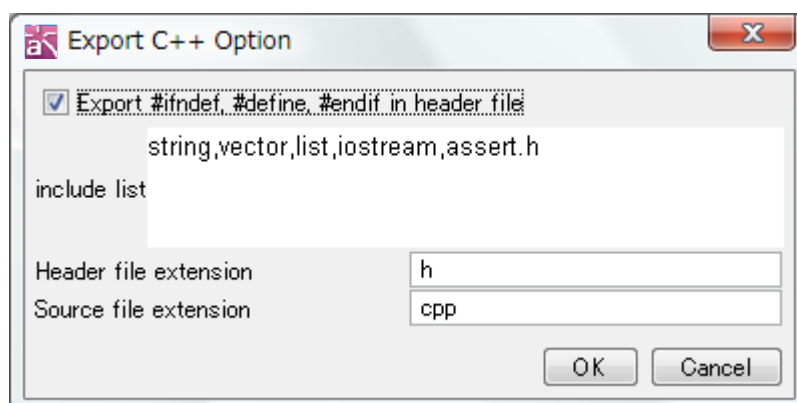 Export C++ Option
Export #ifndef, #define, #endif in header file
string,vector,list,iostream,assert.h
include list
Header file extension h
Source file extension cpp
OK Cancel